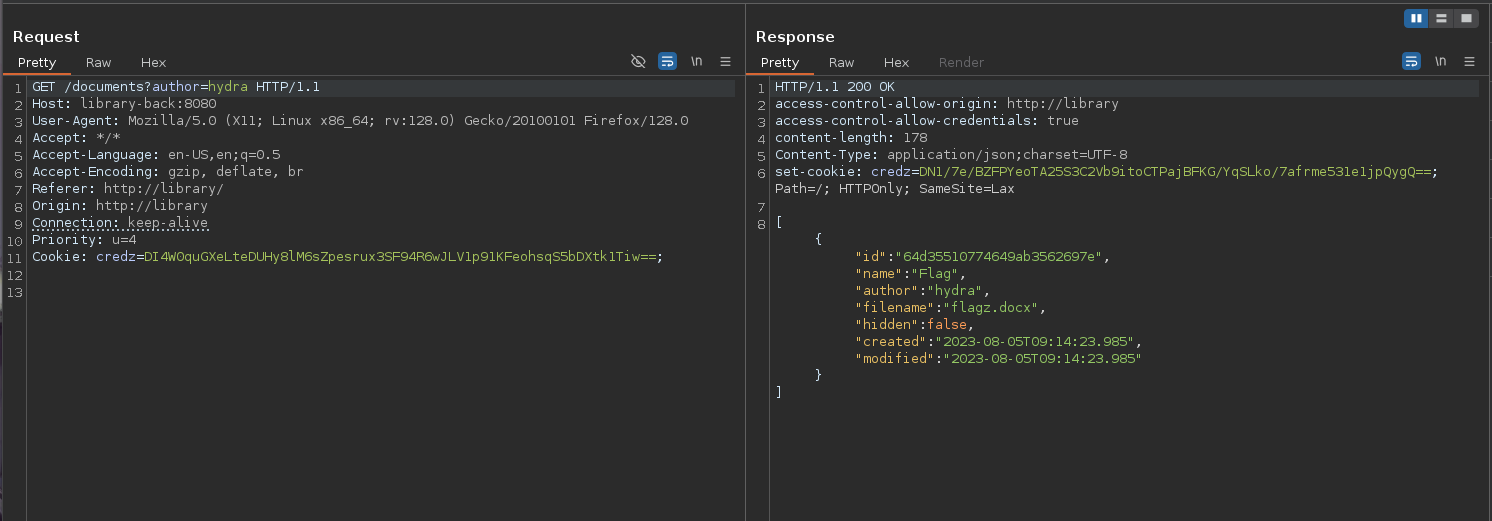 Request
Pretty Raw Hex \n
1 GET /documents?author=hydra HTTP/1.1
2 Host: library-back:8080
3 User-Agent: Mozilla/5.0 (X11; Linux x86_64; rv:128.0) Gecko/20100101 Firefox/128.0
4 Accept: */*
5 Accept-Language: en-US,en;q=0.5
6 Accept-Encoding: gzip, deflate, br
7 Referer: http://library/
8 Origin: http://library
9 Connection: keep-alive
10 Priority: u=4
11 Cookie: credz=DI4W0quGXeLteDUHy8lM6sZpesrux3SF94R6wJLV1p91KFeohsqS5bDXtk1Tiw==;
12
13
Response
Pretty Raw Hex Render \n
1 HTTP/1.1 200 OK
2 access-control-allow-origin: http://library
3 access-control-allow-credentials: true
4 content-length: 178
5 Content-Type: application/json;charset=UTF-8
6 set-cookie: credz=DN1/7e/BZFPYeoTA25S3C2Vb9itoCTPajBFKG/YqSLko/7afrme531e1jpQygQ==;
Path=/; HTTPOnly; SameSite=Lax
7
8 [
{
"id":"64d35510774649ab3562697e",
"name":"Flag",
"author":"hydra",
"filename":"flagz.docx",
"hidden":false,
"created":"2023-08-05T09:14:23.985",
"modified":"2023-08-05T09:14:23.985"
}
]